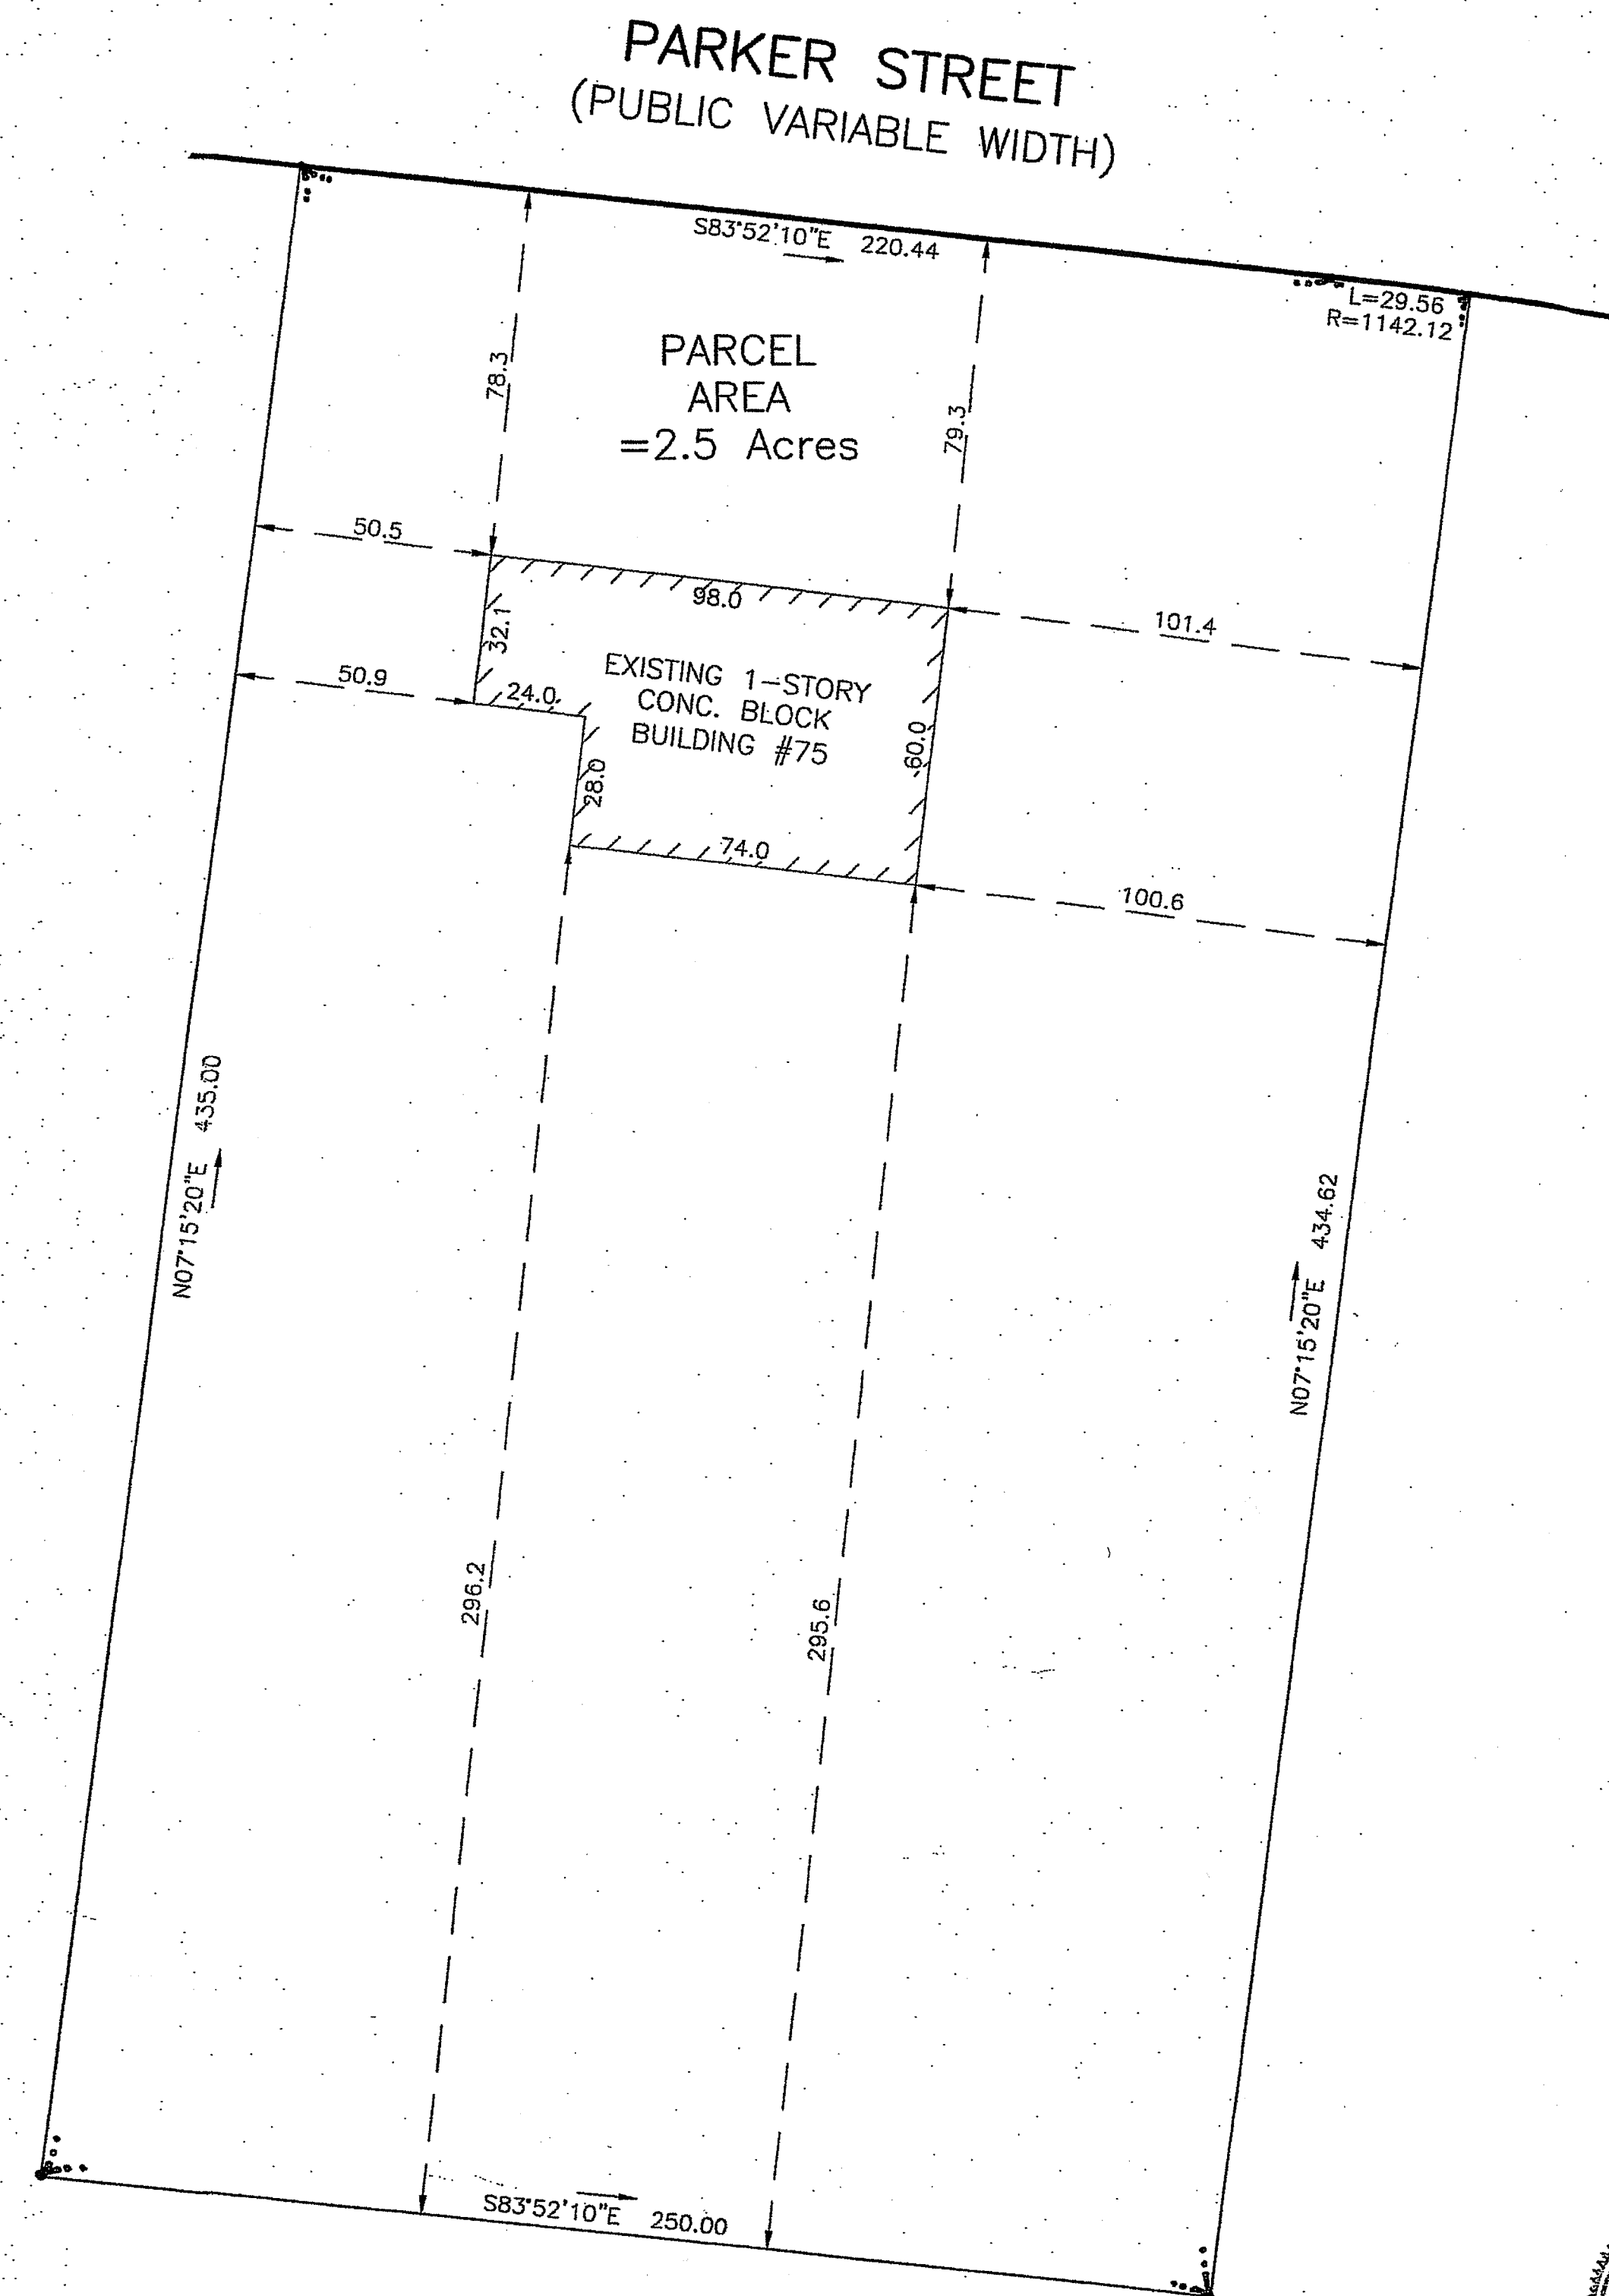 PARKER STREET
(PUBLIC VARIABLE WIDTH)
S83°52'10"E 220.44
L=29.56
R=1142.12
78.3
PARCEL
AREA
=2.5 Acres
79.3
50.5
98.0
101.4
32.1
50.9
24.0
EXISTING 1-STORY
CONC. BLOCK
BUILDING #75
60.0
28.0
74.0
100.6
N07°15'20"E 435.00
N07°15'20"E 434.62
296.2
295.6
S83°52'10"E 250.00